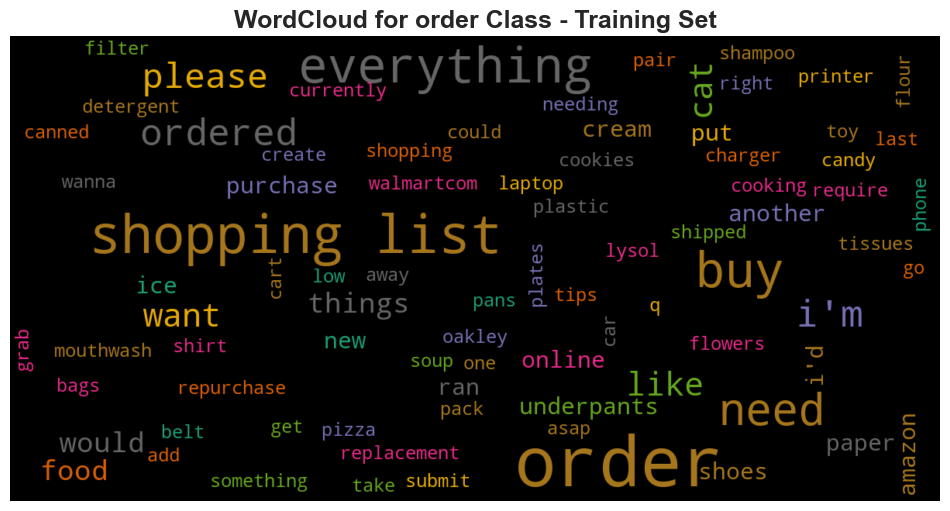 WordCloud for order Class - Training Set
filter
please
everything
currently
pair
shampoo
cat
right
printer
flour
detergent
needing
canned
ordered
could
cream
put
toy
last
create
shopping
cookies
charger
candy
wanna
purchase
walmartcom
laptop
cooking
require
phone
plastic
another
shopping list
shipped
tissues
lysol
buy
go
ice
cart
low
away
plates
tips
pans
things
q
want
i'm
car
grab
mouthwash
shirt
new
oakley
online
flowers
i'd
soup
one
bags
repurchase
ran
like
underpants
need
pack
belt
get
pizza
asap
would
add
replacement
order
paper
amazon
food
shoes
something
take
submit